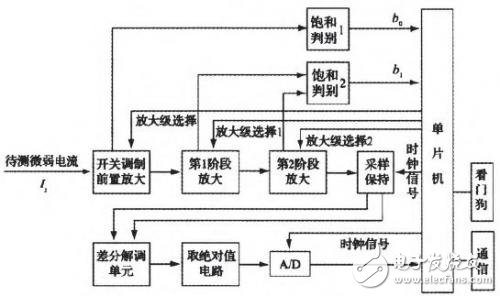 饱和
判别1
b₀
饱和
判别2
b₁
放大级选择
放大级选择1
放大级选择2
待测微弱电流
I₁
开关调制
前置放大
第1阶段
放大
第2阶段
放大
采样
保持
时钟信号
单片机
看门狗
通信
差分解调
单元
取绝对值
电路
A/D
时钟信号